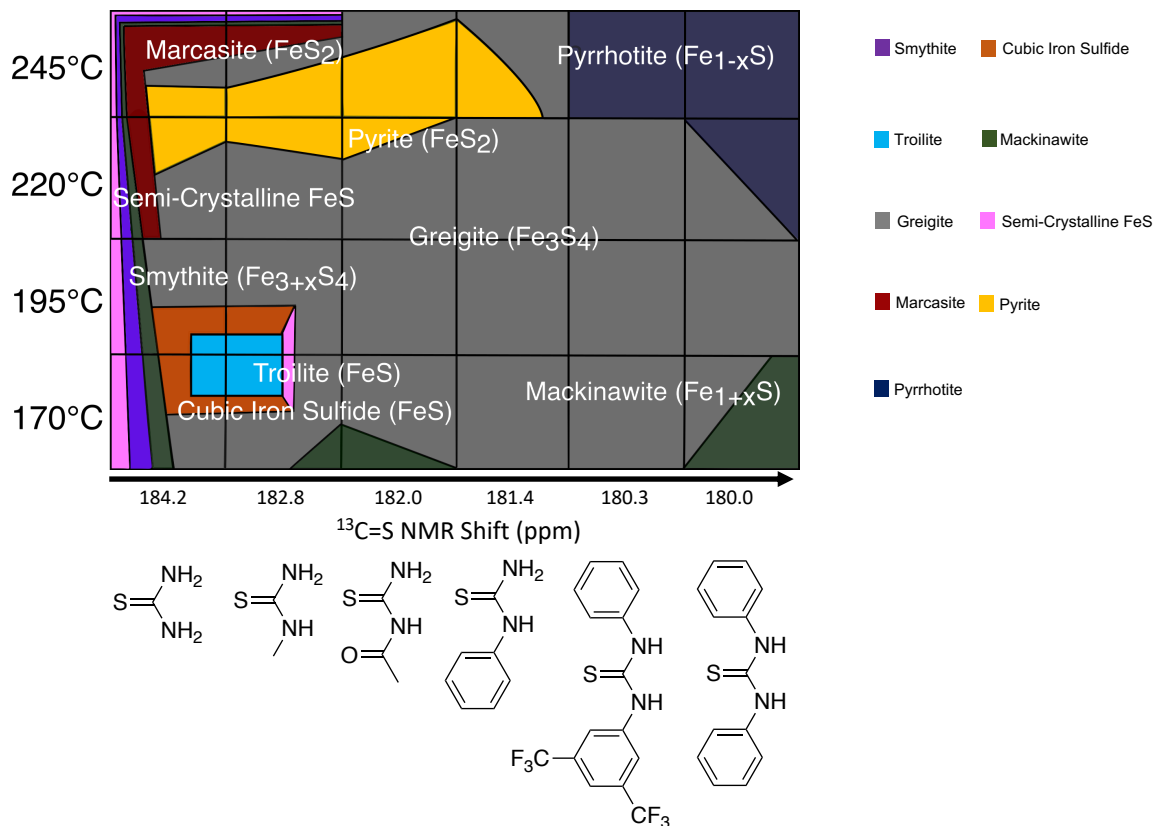 245°C
220°C
195°C
170°C
Marcasite (FeS2)
Pyrrhotite (Fe1-xS)
Pyrite (FeS2)
Semi-Crystalline FeS
Greigite (Fe3S4)
Smythite (Fe3+xS4)
Troilite (FeS)
Mackinawite (Fe1+xS)
Cubic Iron Sulfide (FeS)
184.2 182.8 182.0 181.4 180.3 180.0
13C=S NMR Shift (ppm)
Smythite Cubic Iron Sulfide
Troilite Mackinawite
Greigite Semi-Crystalline FeS
Marcasite Pyrite
Pyrrhotite
NH2
S
NH2
NH2
S
NH
NH2
S
NH
O
NH2
S
NH
NH
S
NH
F3C
CF3
NH
S
NH